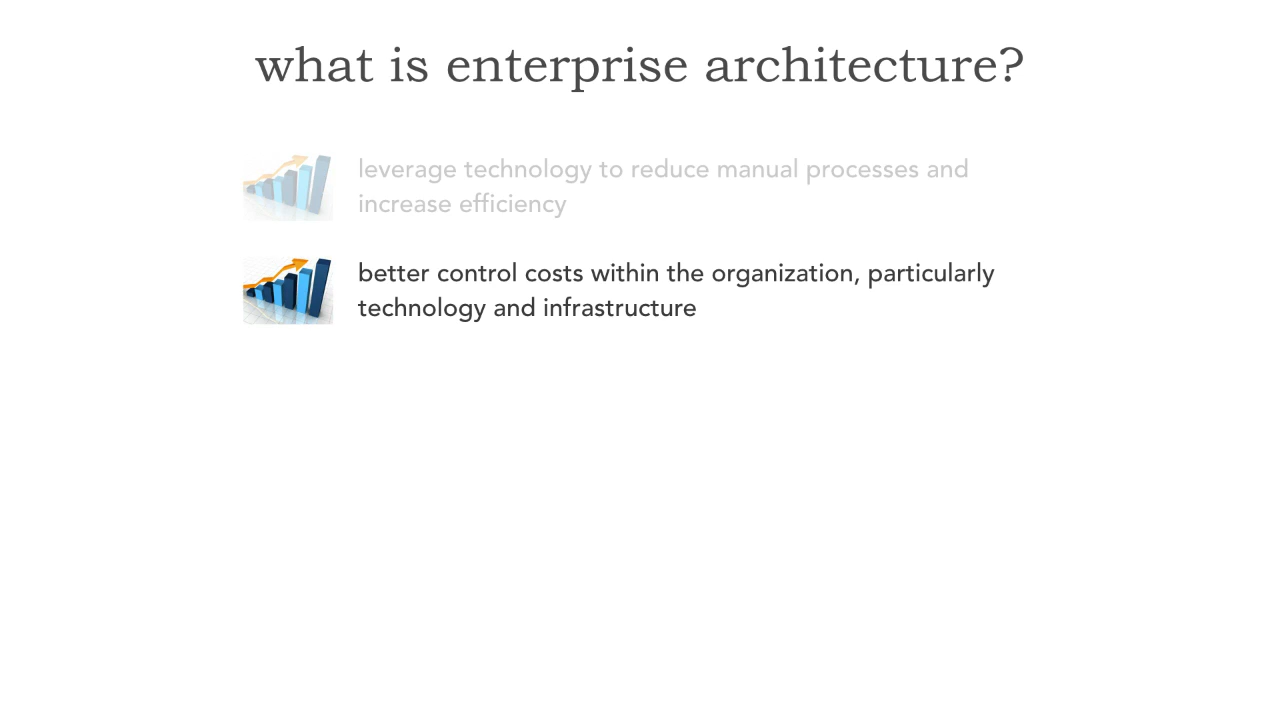 what is enterprise architecture?
leverage technology to reduce manual processes and
increase efficiency
better control costs within the organization, particularly
technology and infrastructure